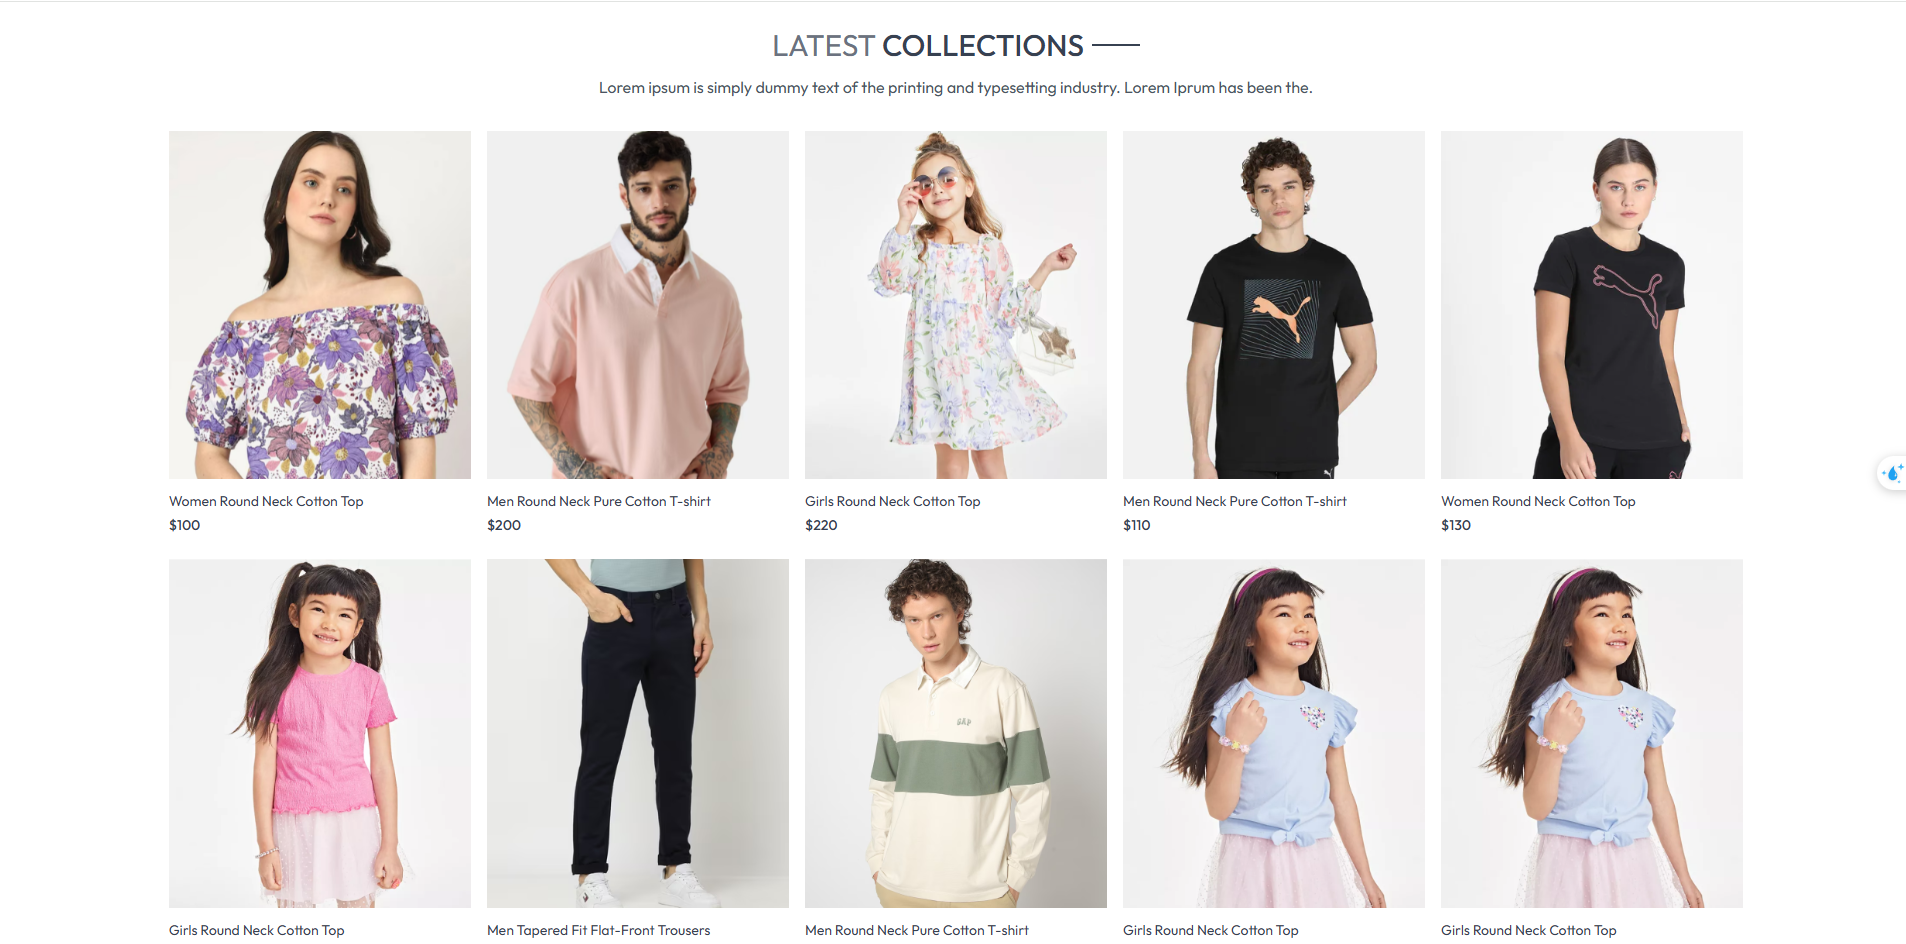 LATEST COLLECTIONS
Lorem ipsum is simply dummy text of the printing and typesetting industry. Lorem Iprum has been the.
Women Round Neck Cotton Top
$100
Men Round Neck Pure Cotton T-shirt
$200
Girls Round Neck Cotton Top
$220
Men Round Neck Pure Cotton T-shirt
$110
Women Round Neck Cotton Top
$130
GAP
Girls Round Neck Cotton Top
Men Tapered Fit Flat-Front Trousers
Men Round Neck Pure Cotton T-shirt
Girls Round Neck Cotton Top
Girls Round Neck Cotton Top